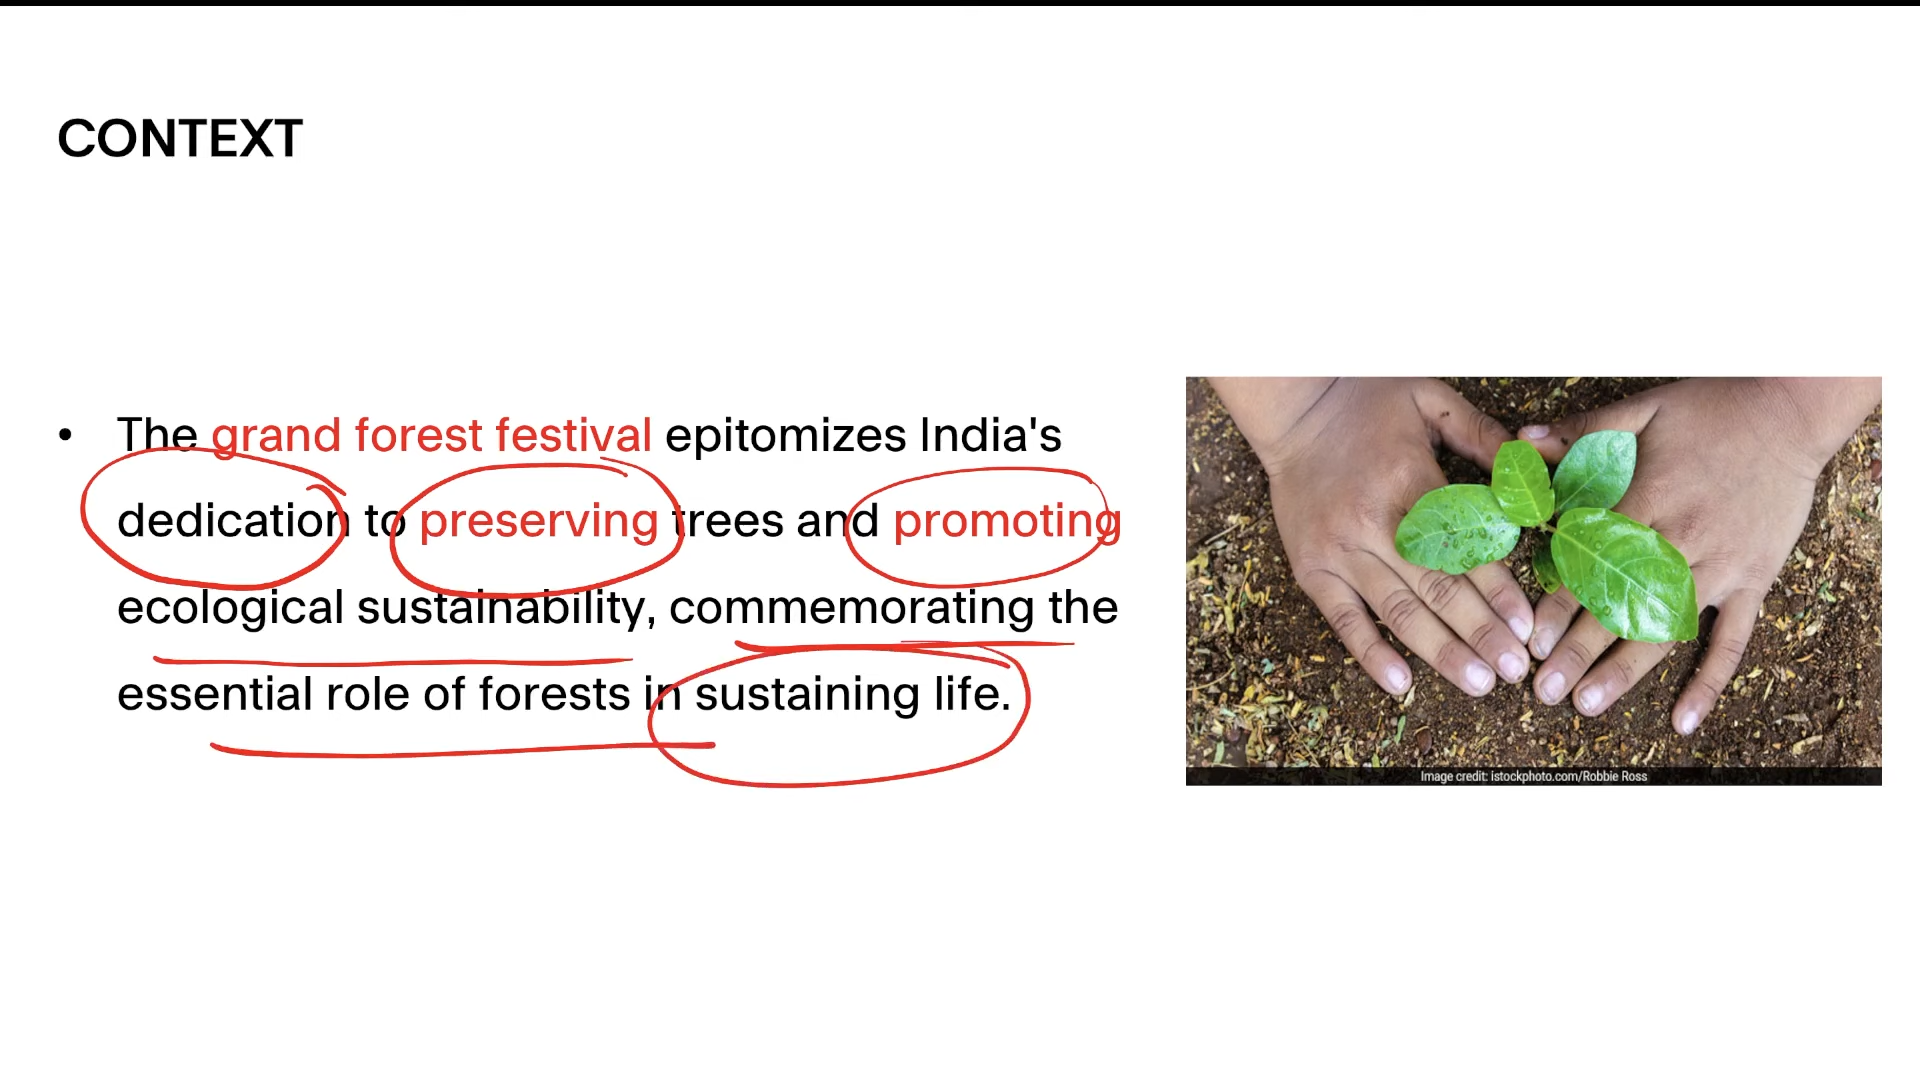 CONTEXT
• The grand forest festival epitomizes India's
dedication to preserving trees and promoting
ecological sustainability, commemorating the
essential role of forests in sustaining life.
Image credit: istockphoto.com/Robbie Ross